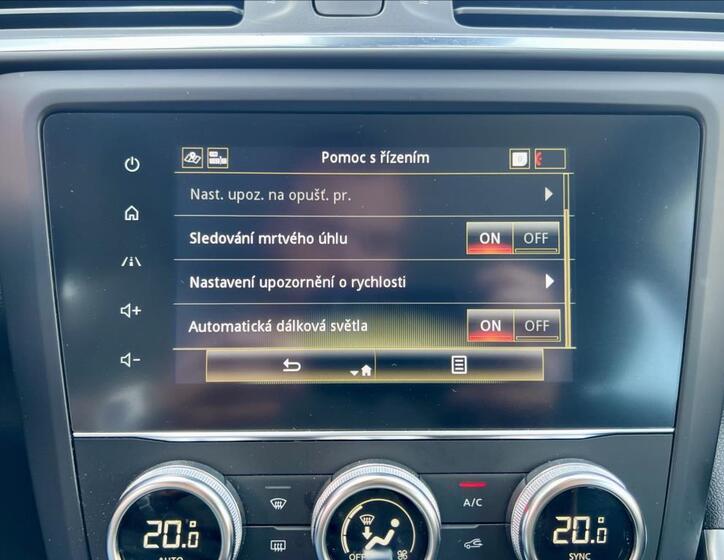 Pomoc s řízením
Nast. upoz. na opušť. pr.
Sledování mrtvého úhlu ON OFF
Nastavení upozornění o rychlosti
Automatická dálková světla ON OFF
A/C
20.0 20.0
AUTO OFF SYNC